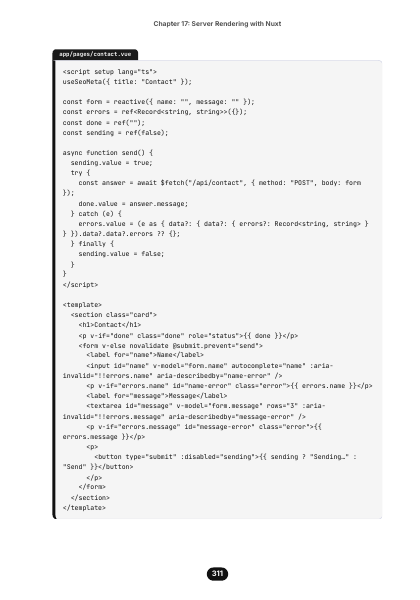 Chapter 17: Server Rendering with Nuxt
app/pages/contact.vue
<script setup lang="ts">
useSeoMeta({ title: "Contact" });

const form = reactive({ name: "", message: "" });
const errors = ref<Record<string, string>>({});
const done = ref("");
const sending = ref(false);

async function send() {
  sending.value = true;
  try {
    const answer = await $fetch("/api/contact", { method: "POST", body: form
});
    done.value = answer.message;
  } catch (e) {
    errors.value = (e as { data?: { data?: { errors?: Record<string, string> }
} }).data?.data?.errors ?? {};
  } finally {
    sending.value = false;
  }
}
</script>

<template>
  <section class="card">
    <h1>Contact</h1>
    <p v-if="done" class="done" role="status">{{ done }}</p>
    <form v-else novalidate @submit.prevent="send">
      <label for="name">Name</label>
      <input id="name" v-model="form.name" autocomplete="name" :aria-
invalid="!!errors.name" aria-describedby="name-error" />
      <p v-if="errors.name" id="name-error" class="error">{{ errors.name }}</p>
      <label for="message">Message</label>
      <textarea id="message" v-model="form.message" rows="3" :aria-
invalid="!!errors.message" aria-describedby="message-error" />
      <p v-if="errors.message" id="message-error" class="error">{{
errors.message }}</p>
      <p>
        <button type="submit" :disabled="sending">{{ sending ? "Sending…" :
"Send" }}</button>
      </p>
    </form>
  </section>
</template>
311